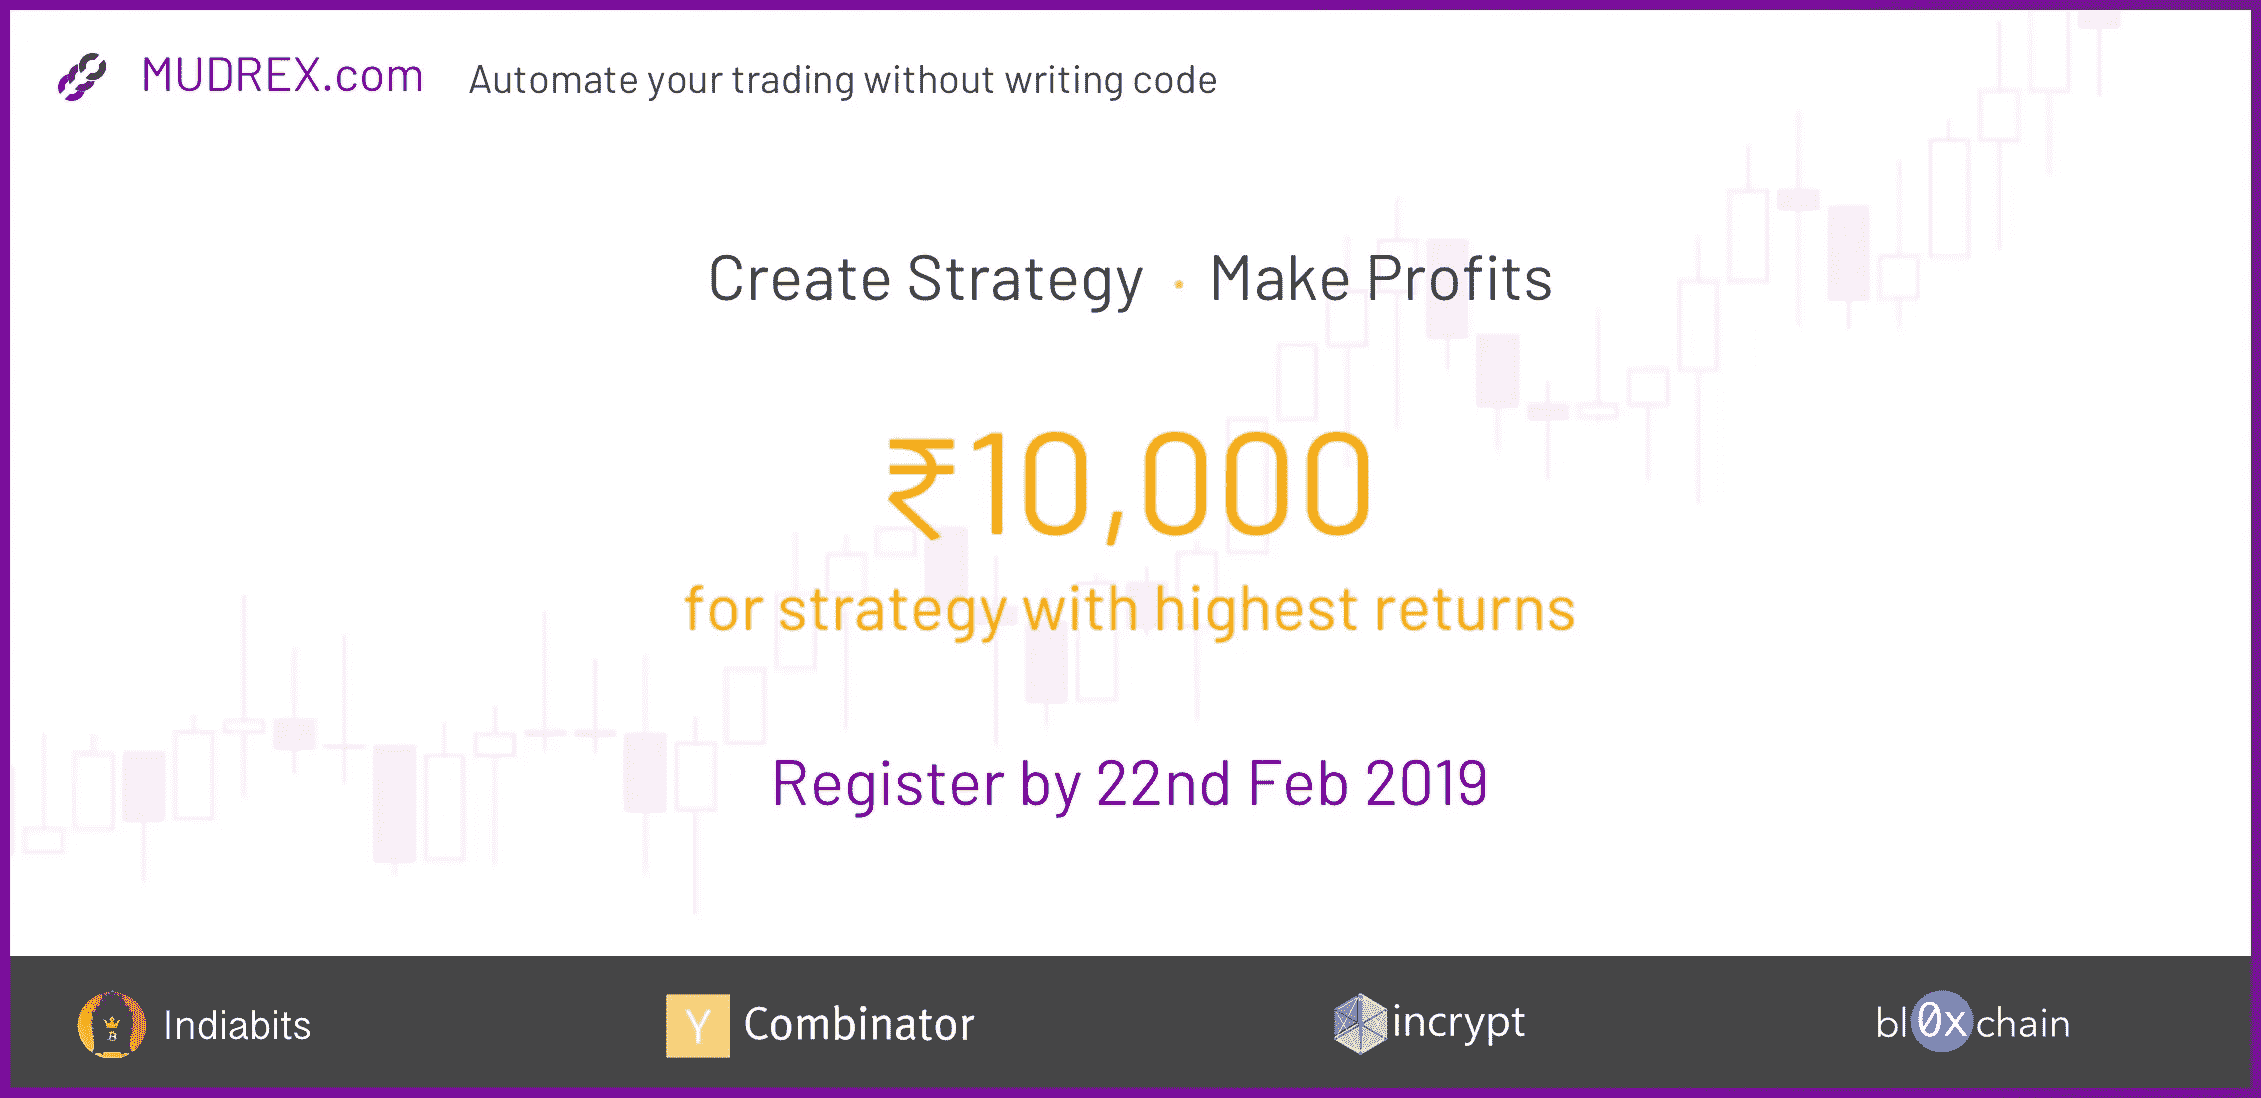 MUDREX.com Automate your trading without writing code
Create Strategy · Make Profits
₹10,000
for strategy with highest returns
Register by 22nd Feb 2019
Indiabits Y Combinator incrypt bl0xchain